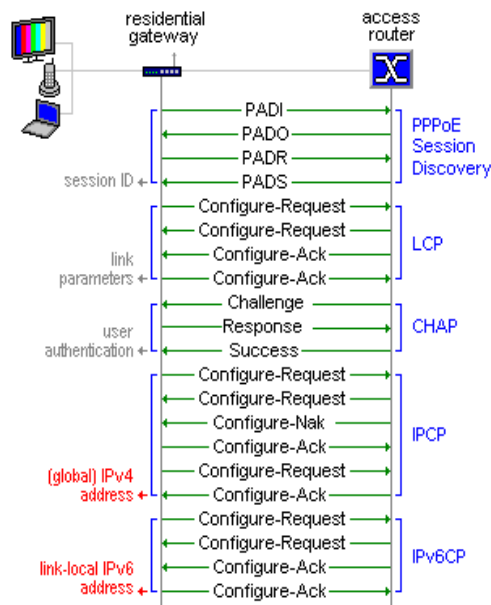 residential
gateway
access
router
PADI
PADO
PADR
PADS
PPPoE
Session
Discovery
session ID
Configure-Request
Configure-Request
Configure-Ack
Configure-Ack
LCP
link
parameters
Challenge
Response
Success
CHAP
user
authentication
Configure-Request
Configure-Request
Configure-Nak
Configure-Ack
Configure-Request
Configure-Ack
IPCP
(global) IPv4
address
Configure-Request
Configure-Request
Configure-Ack
Configure-Ack
IPv6CP
link-local IPv6
address